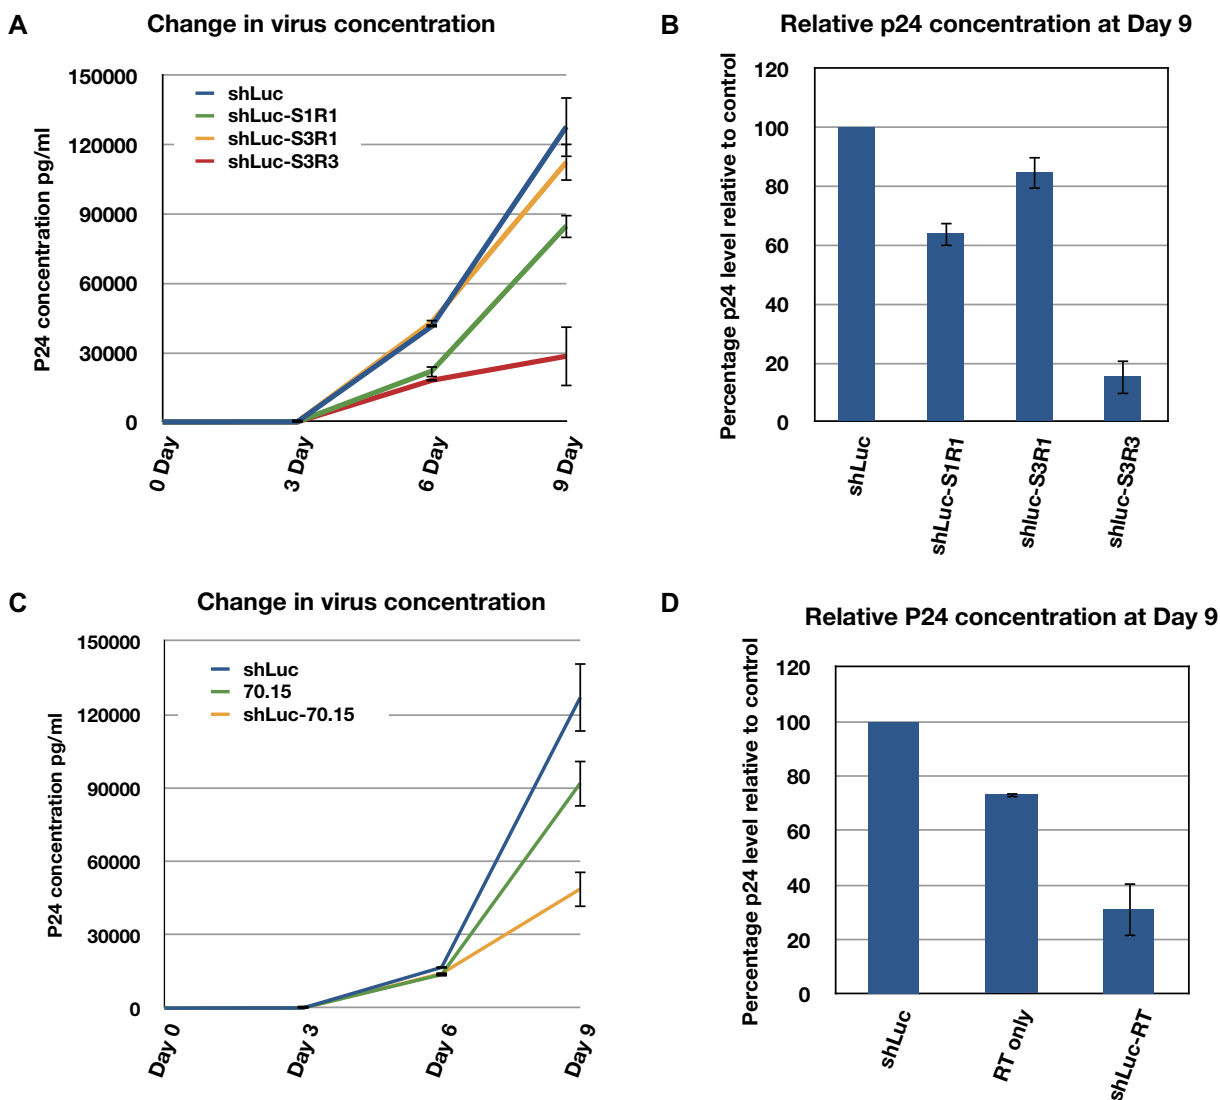 A
Change in virus concentration
P24 concentration pg/ml
150000
120000
90000
60000
30000
0
shLuc
shLuc-S1R1
shLuc-S3R1
shLuc-S3R3
0 Day
3 Day
6 Day
9 Day
B
Relative p24 concentration at Day 9
Percentage p24 level relative to control
120
100
80
60
40
20
0
shLuc
shLuc-S1R1
shluc-S3R1
shluc-S3R3
C
Change in virus concentration
P24 concentration pg/ml
150000
120000
90000
60000
30000
0
shLuc
70.15
shLuc-70.15
Day 0
Day 3
Day 6
Day 9
D
Relative P24 concentration at Day 9
Percentage p24 level relative to control
120
100
80
60
40
20
0
shLuc
RT only
shLuc-RT